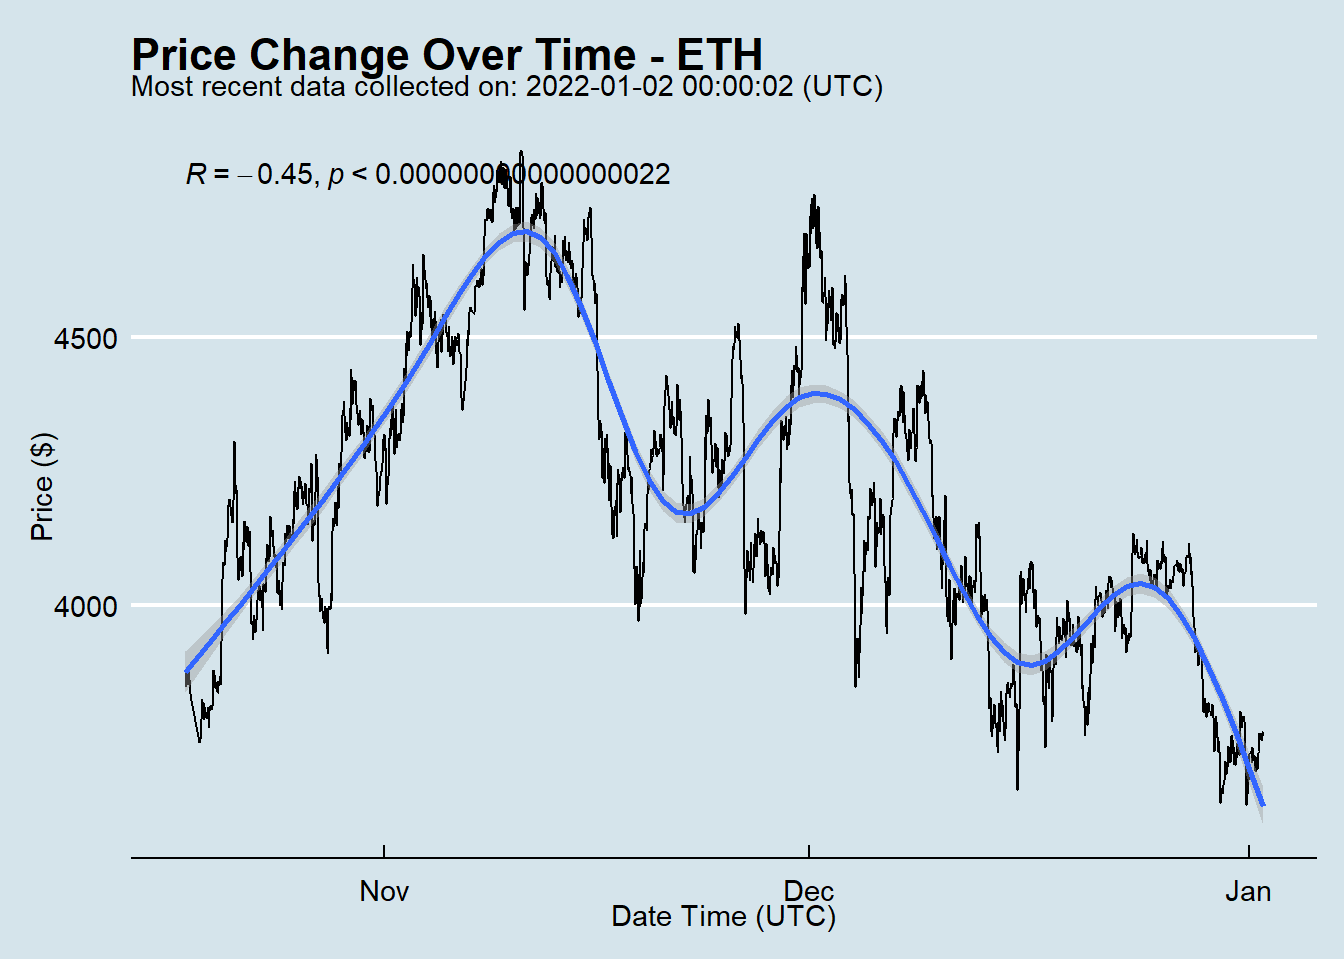 Price Change Over Time - ETH
Most recent data collected on: 2022-01-02 00:00:02 (UTC)
R = −0.45, p < 0.00000000000000022
4500
4000
Price ($)
Nov
Dec
Jan
Date Time (UTC)